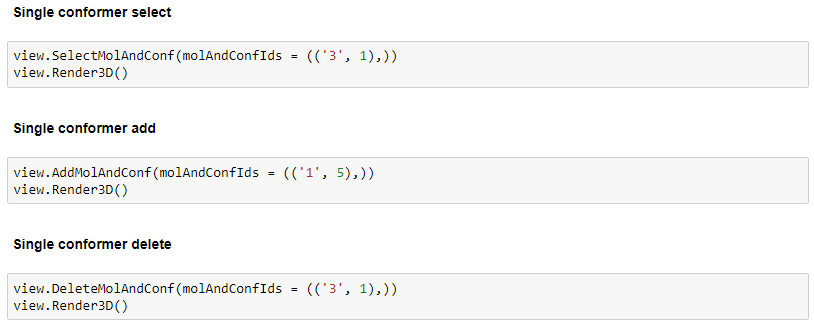 Single conformer select
view.SelectMolAndConf(molAndConfIds = (('3', 1),))
view.Render3D()
Single conformer add
view.AddMolAndConf(molAndConfIds = (('1', 5),))
view.Render3D()
Single conformer delete
view.DeleteMolAndConf(molAndConfIds = (('3', 1),))
view.Render3D()